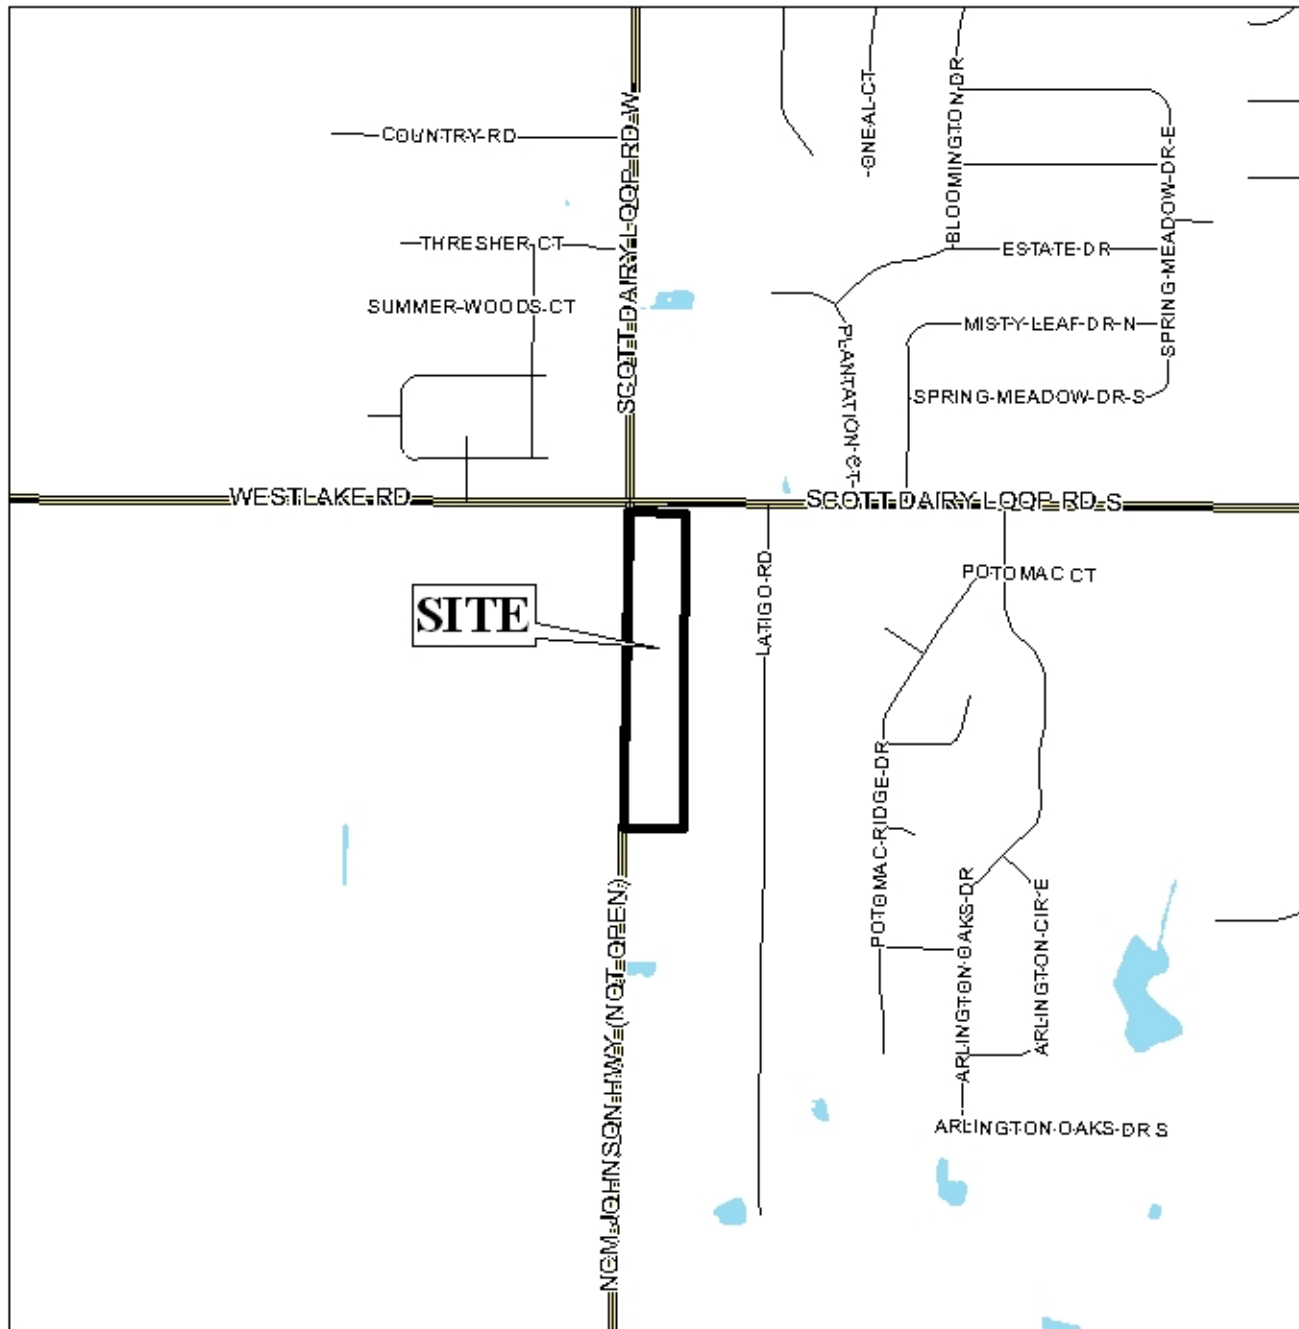 ONEAL CT
BLOOMINGTON DR
COUNTRY RD
SCOTT DAIRY LOOP RD W
SPRING MEADOW DR E
THRESHER CT
ESTATE DR
SUMMER WOODS CT
MISTY LEAF DR N
PLANTATION CT
SPRING MEADOW DR S
WESTLAKE RD
SCOTT DAIRY LOOP RD S
LATIGO RD
POTOMAC CT
SITE
POTOMAC RIDGE DR
ARLINGTON OAKS DR
ARLINGTON CIR E
NGM JOHNSON HWY (NOT OPEN)
ARLINGTON OAKS DR S